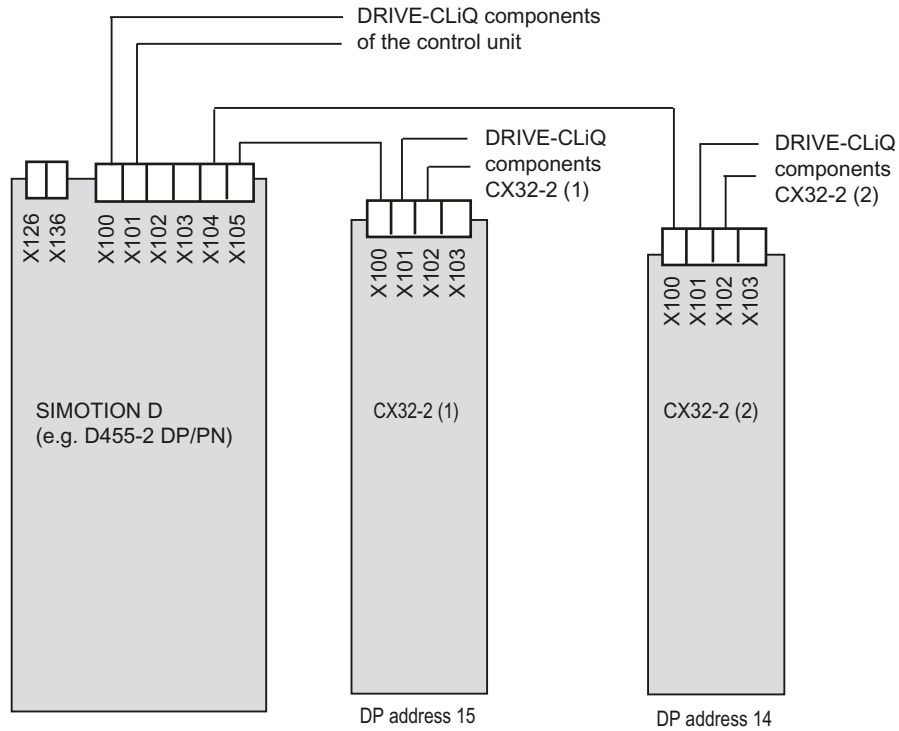 DRIVE-CLiQ components
of the control unit
DRIVE-CLiQ
components
CX32-2 (1)
DRIVE-CLiQ
components
CX32-2 (2)
X126
X136
X100
X101
X102
X103
X104
X105
X100
X101
X102
X103
X100
X101
X102
X103
SIMOTION D
(e.g. D455-2 DP/PN)
CX32-2 (1)
CX32-2 (2)
DP address 15
DP address 14